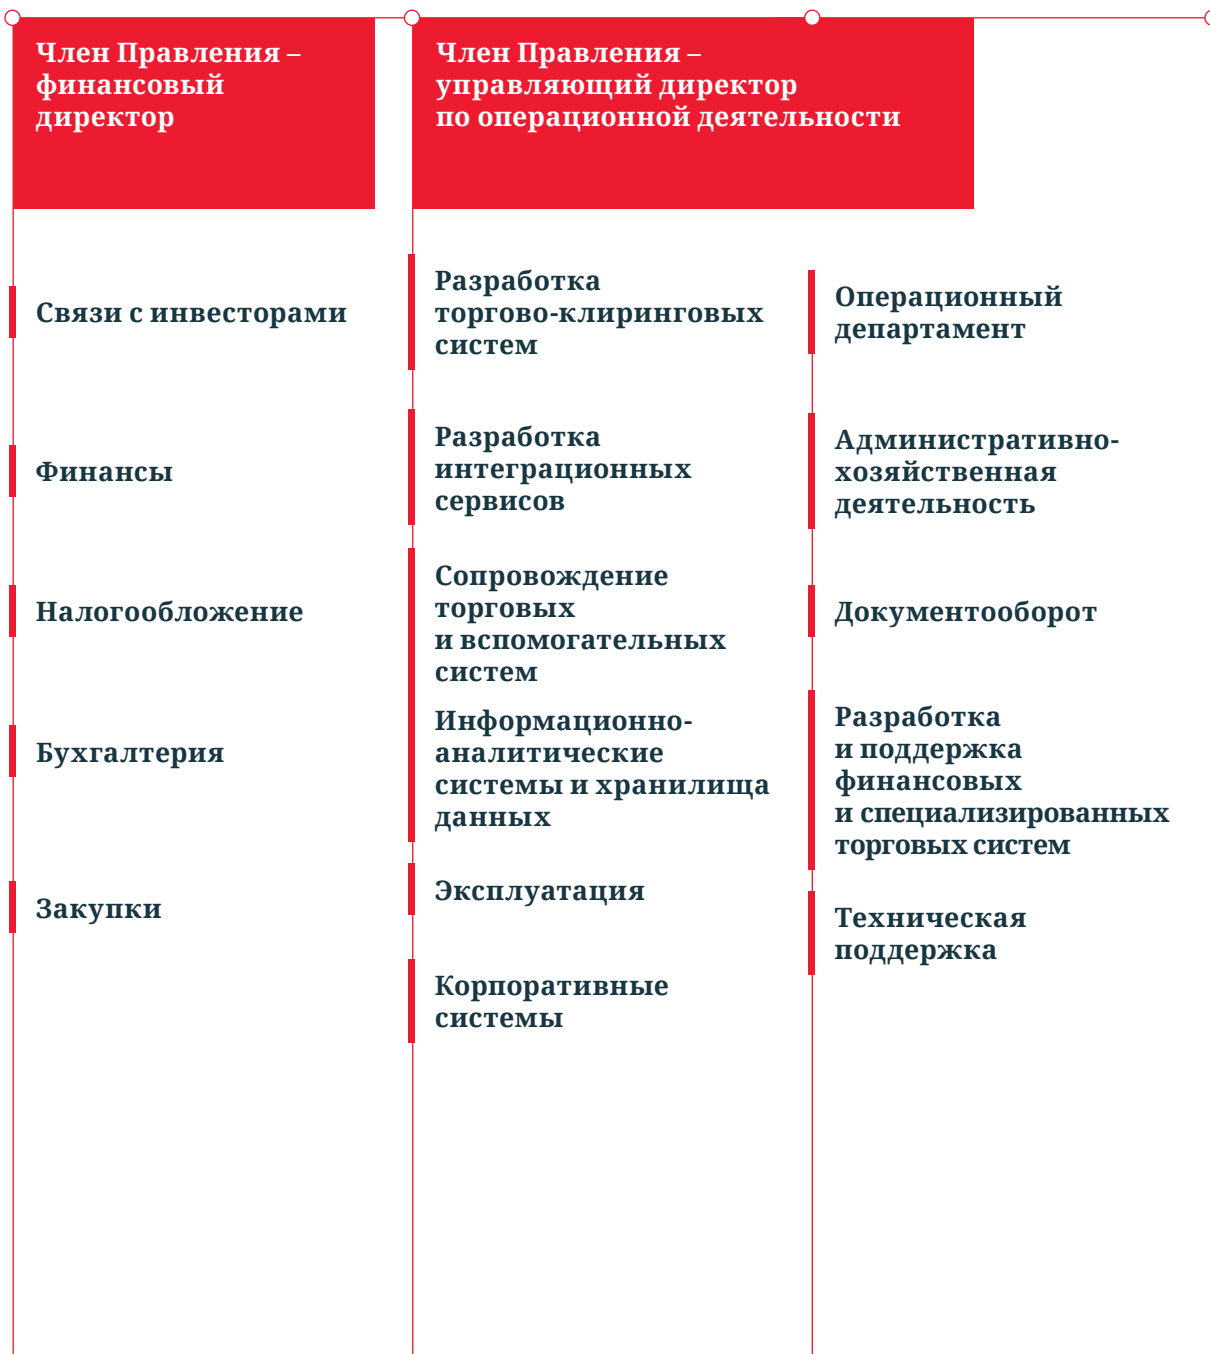 Член Правления –
финансовый
директор
Член Правления –
управляющий директор
по операционной деятельности
Связи с инвесторами
Финансы
Налогообложение
Бухгалтерия
Закупки
Разработка
торгово-клиринговых
систем
Разработка
интеграционных
сервисов
Сопровождение
торговых
и вспомогательных
систем
Информационно-
аналитические
системы и хранилища
данных
Эксплуатация
Корпоративные
системы
Операционный
департамент
Административно-
хозяйственная
деятельность
Документооборот
Разработка
и поддержка
финансовых
и специализированных
торговых систем
Техническая
поддержка